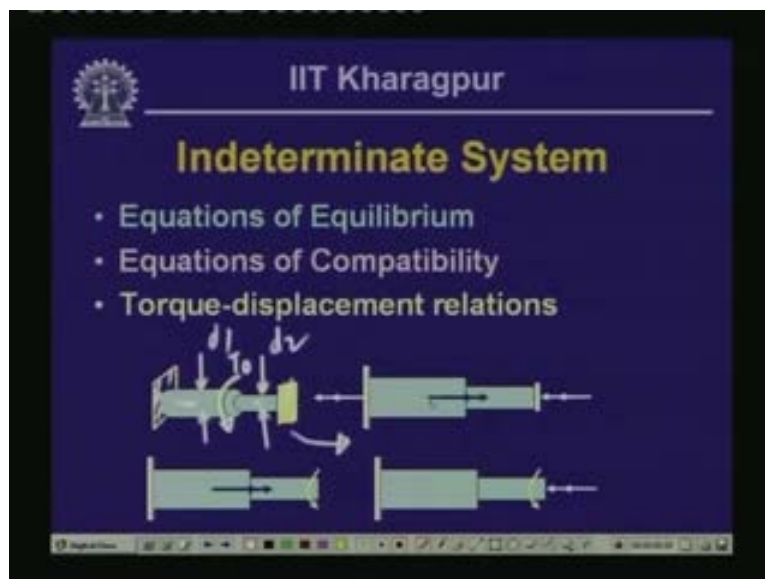 IIT Kharagpur
Indeterminate System
• Equations of Equilibrium
• Equations of Compatibility
• Torque-displacement relations
d1 T0 d2